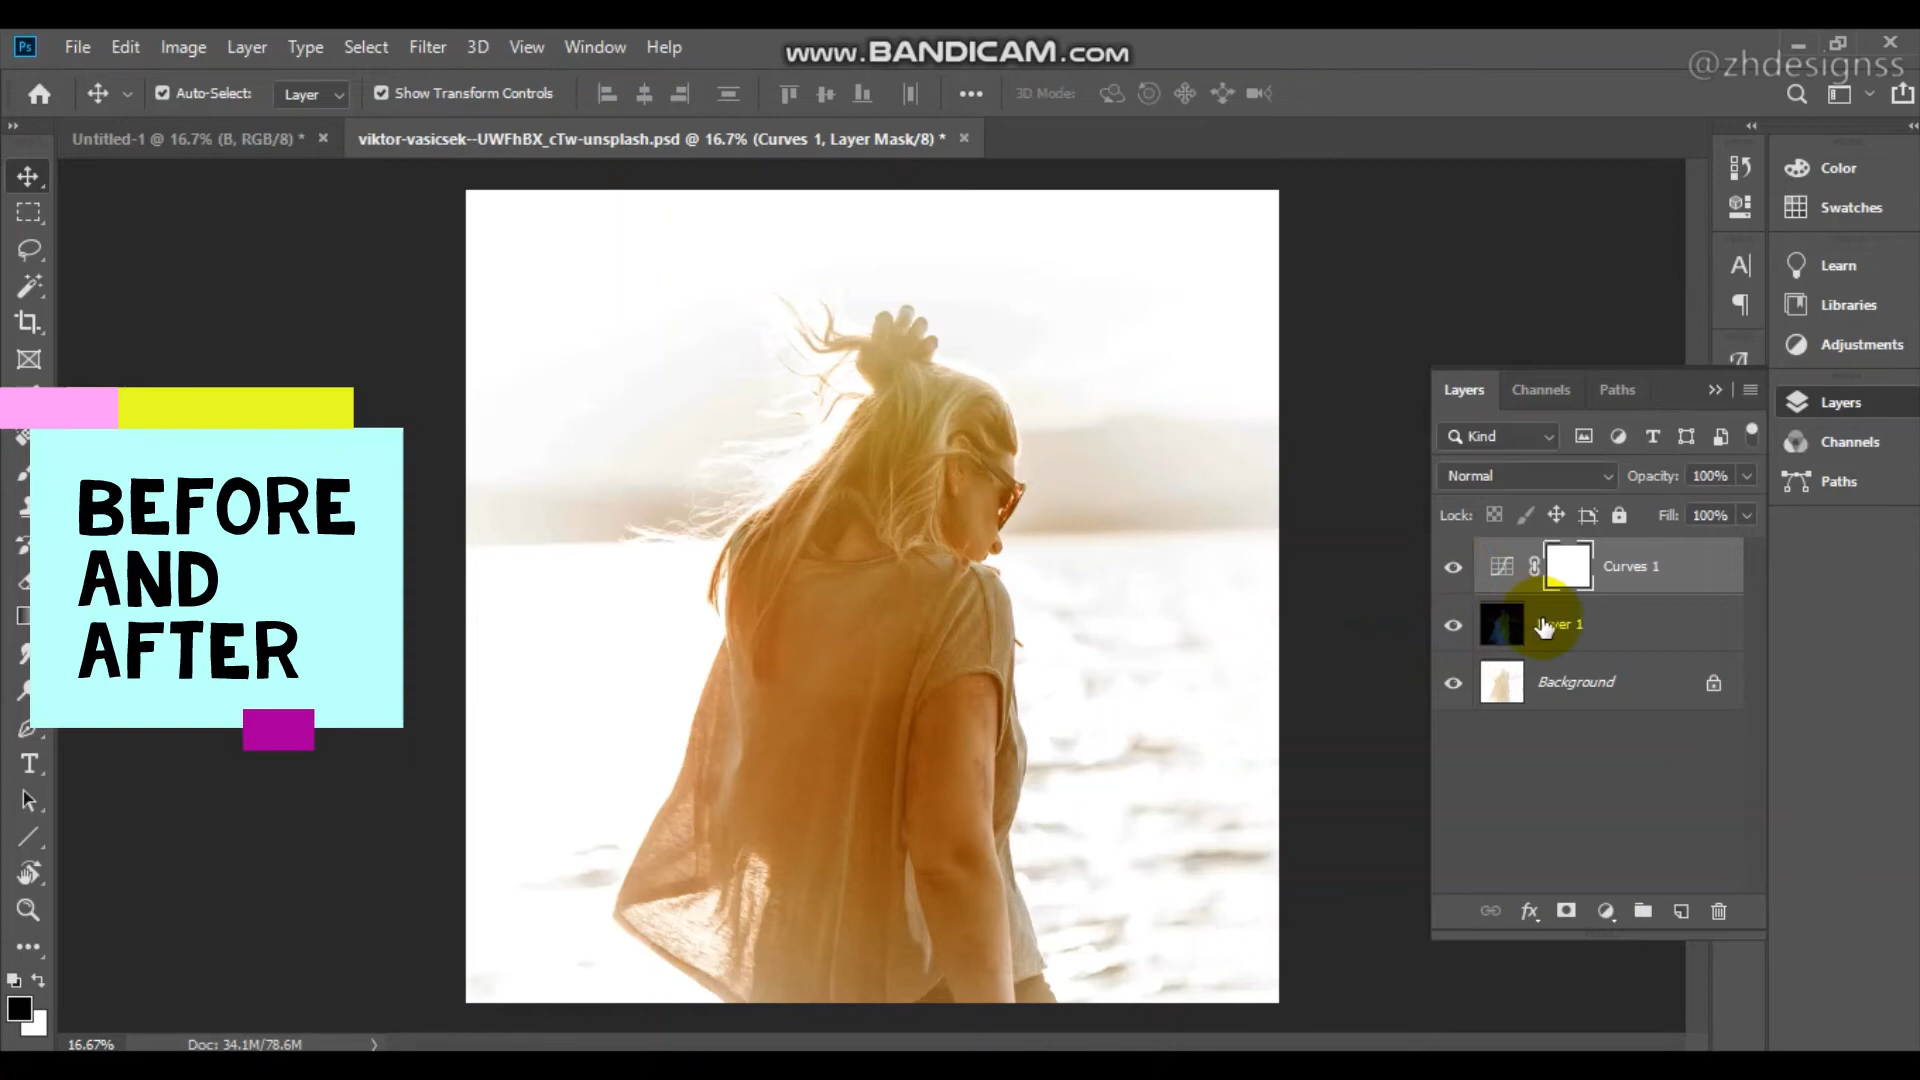 Ps
File Edit Image Layer Type Select Filter 3D View Window Help
www.BANDICAM.com
@zhdesignss
Auto-Select: Layer Show Transform Controls 3D Mode:
Untitled-1 @ 16.7% (B, RGB/8) *
viktor-vasicsek--UWFhBX_cTw-unsplash.psd @ 16.7% (Curves 1, Layer Mask/8) *
Color
Swatches
Learn
Libraries
Adjustments
Layers
Channels
Paths
Layers Channels Paths
Kind
Normal Opacity: 100%
Lock: Fill: 100%
Curves 1
Layer 1
Background
BEFORE
AND
AFTER
16.67% Doc: 34.1M/78.6M